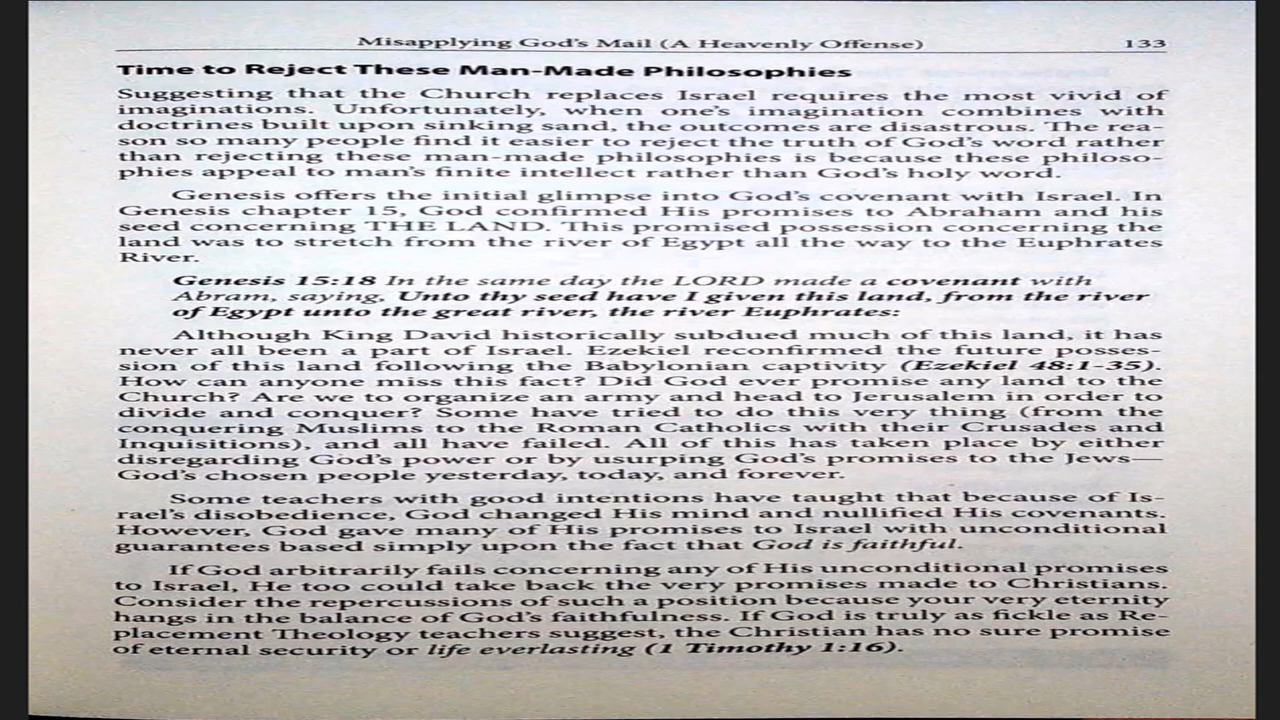 Misapplying God's Mail (A Heavenly Offense) 133
Time to Reject These Man-Made Philosophies
Suggesting that the Church replaces Israel requires the most vivid of
imaginations. Unfortunately, when one's imagination combines with
doctrines built upon sinking sand, the outcomes are disastrous. The rea-
son so many people find it easier to reject the truth of God's word rather
than rejecting these man-made philosophies is because these philoso-
phies appeal to man's finite intellect rather than God's holy word.
Genesis offers the initial glimpse into God's covenant with Israel. In
Genesis chapter 15, God confirmed His promises to Abraham and his
seed concerning THE LAND. This promised possession concerning the
land was to stretch from the river of Egypt all the way to the Euphrates
River.
Genesis 15:18 In the same day the LORD made a covenant with
Abram, saying, Unto thy seed have I given this land, from the river
of Egypt unto the great river, the river Euphrates:
Although King David historically subdued much of this land, it has
never all been a part of Israel. Ezekiel reconfirmed the future posses-
sion of this land following the Babylonian captivity (Ezekiel 48:1-35).
How can anyone miss this fact? Did God ever promise any land to the
Church? Are we to organize an army and head to Jerusalem in order to
divide and conquer? Some have tried to do this very thing (from the
conquering Muslims to the Roman Catholics with their Crusades and
Inquisitions), and all have failed. All of this has taken place by either
disregarding God's power or by usurping God's promises to the Jews—
God's chosen people yesterday, today, and forever.
Some teachers with good intentions have taught that because of Is-
rael's disobedience, God changed His mind and nullified His covenants.
However, God gave many of His promises to Israel with unconditional
guarantees based simply upon the fact that God is faithful.
If God arbitrarily fails concerning any of His unconditional promises
to Israel, He too could take back the very promises made to Christians.
Consider the repercussions of such a position because your very eternity
hangs in the balance of God's faithfulness. If God is truly as fickle as Re-
placement Theology teachers suggest, the Christian has no sure promise
of eternal security or life everlasting (1 Timothy 1:16).